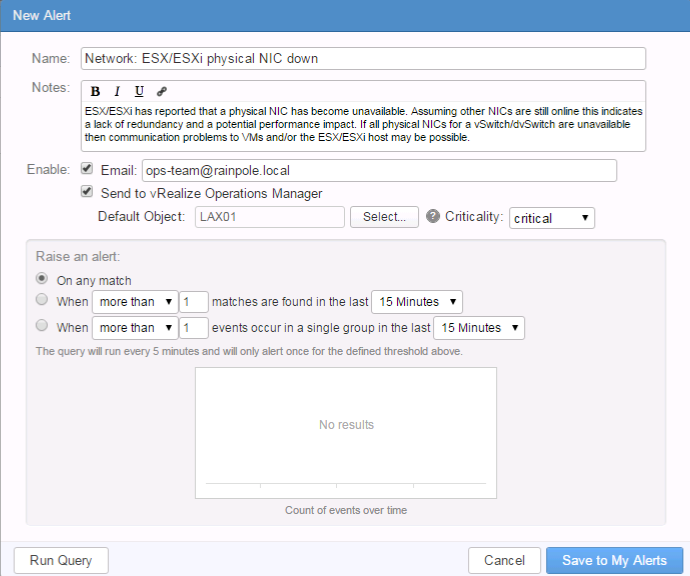 New Alert
Name: Network: ESX/ESXi physical NIC down
Notes: B I U
ESX/ESXi has reported that a physical NIC has become unavailable. Assuming other NICs are still online this indicates
a lack of redundancy and a potential performance impact. If all physical NICs for a vSwitch/dvSwitch are unavailable
then communication problems to VMs and/or the ESX/ESXi host may be possible.
Enable: Email: ops-team@rainpole.local
Send to vRealize Operations Manager
Default Object: LAX01 Select... ? Criticality: critical
Raise an alert:
On any match
When more than 1 matches are found in the last 15 Minutes
When more than 1 events occur in a single group in the last 15 Minutes
The query will run every 5 minutes and will only alert once for the defined threshold above.
No results
Count of events over time
Run Query Cancel Save to My Alerts